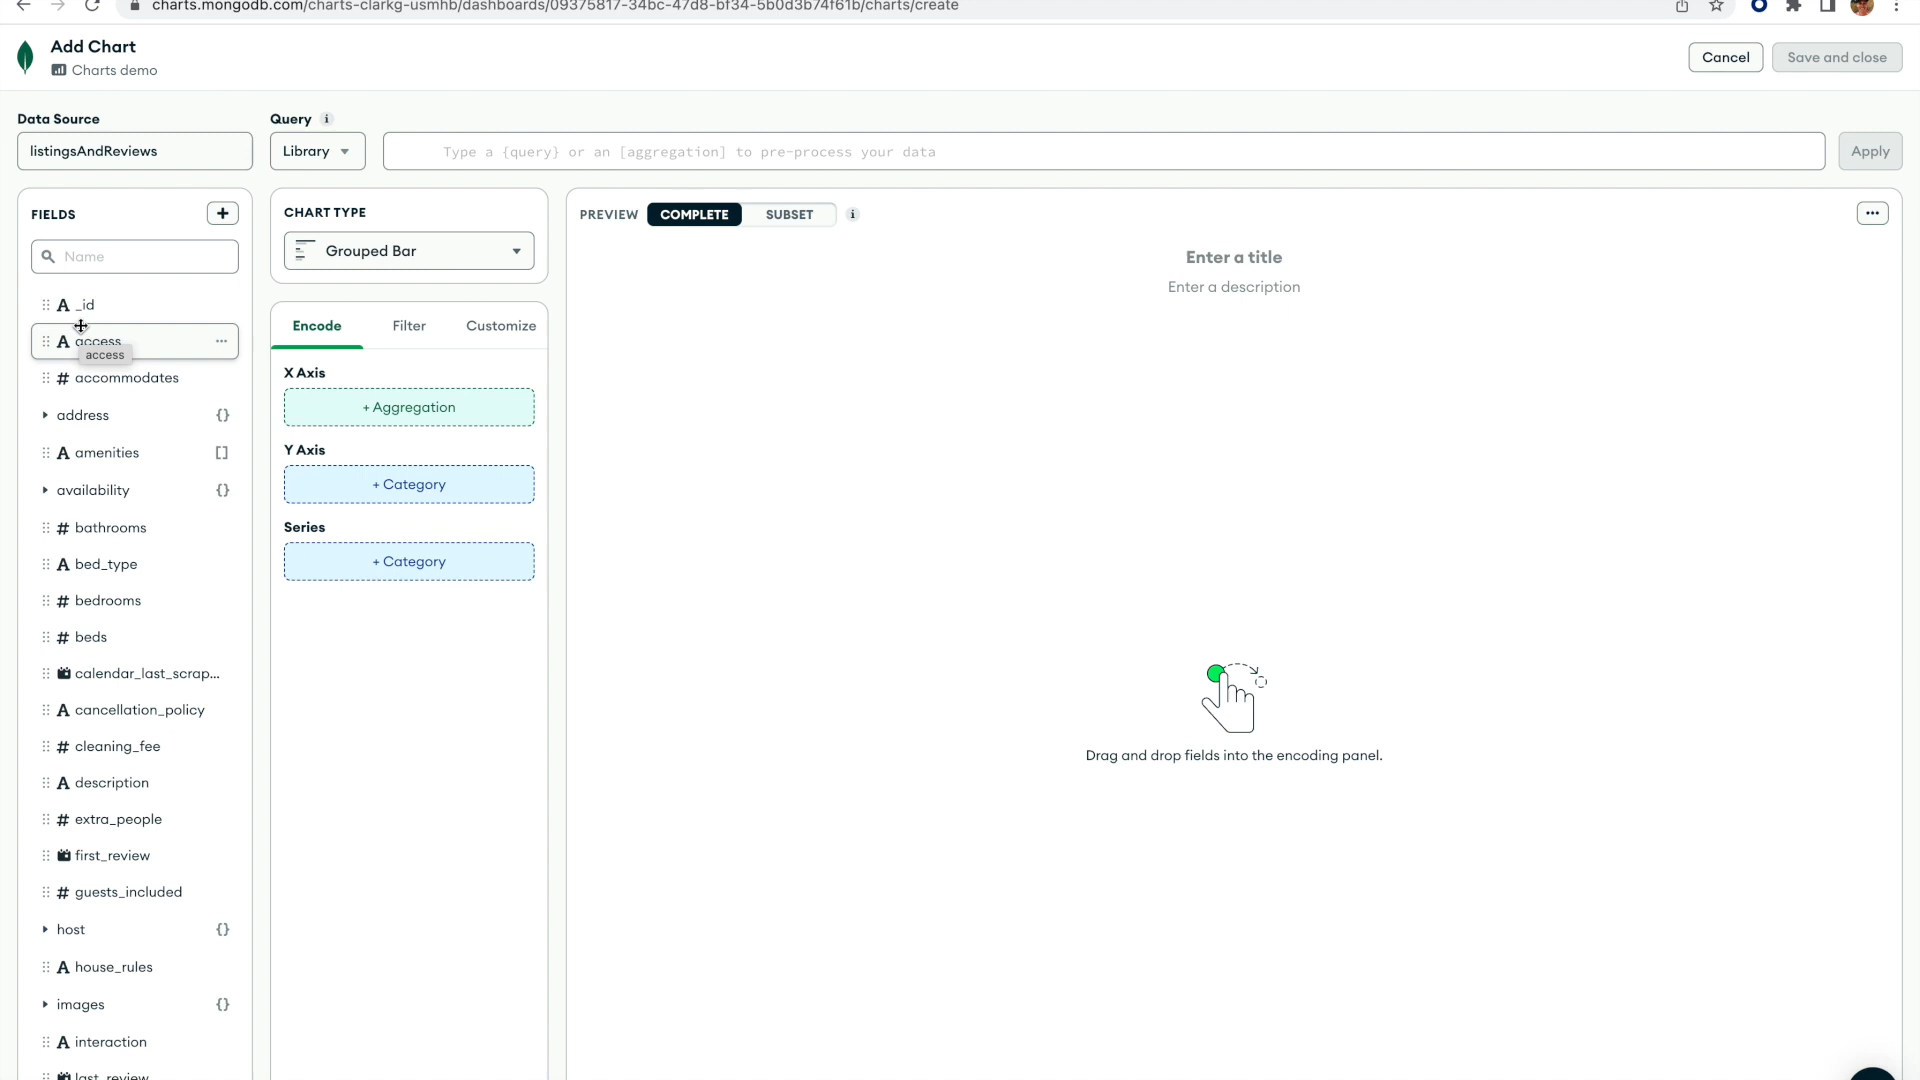 charts.mongodb.com/charts-clarkg-usmhb/dashboards/09375817-34bc-47d8-bf34-5b0d3b74f61b/charts/create
Add Chart
Charts demo
Cancel
Save and close
Data Source
listingsAndReviews
Query
Library
Type a {query} or an [aggregation] to pre-process your data
Apply
FIELDS
+
Name
A _id
A access
access
# accommodates
address {}
A amenities []
availability {}
# bathrooms
A bed_type
# bedrooms
# beds
calendar_last_scrap...
A cancellation_policy
# cleaning_fee
A description
# extra_people
first_review
# guests_included
host {}
A house_rules
images {}
A interaction
last_review
CHART TYPE
Grouped Bar
Encode
Filter
Customize
X Axis
+ Aggregation
Y Axis
+ Category
Series
+ Category
PREVIEW
COMPLETE
SUBSET
Enter a title
Enter a description
Drag and drop fields into the encoding panel.